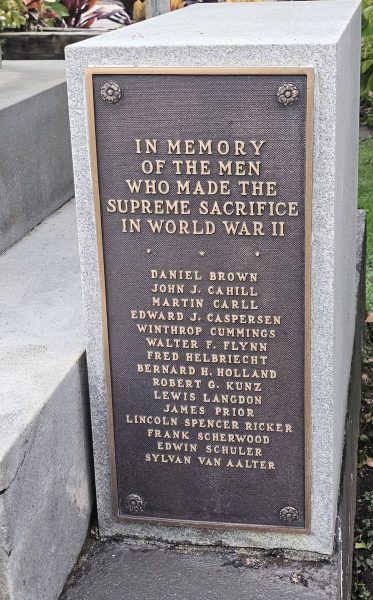 IN MEMORY
OF THE MEN
WHO MADE THE
SUPREME SACRIFICE
IN WORLD WAR II
DANIEL BROWN
JOHN J. CAHILL
MARTIN CARLL
EDWARD J. CASPERSEN
WINTHROP CUMMINGS
WALTER F. FLYNN
FRED HELBRIECHT
BERNARD H. HOLLAND
ROBERT G. KUNZ
LEWIS LANGDON
JAMES PRIOR
LINCOLN SPENCER RICKER
FRANK SCHERWOOD
EDWIN SCHULER
SYLVAN VAN AALTER